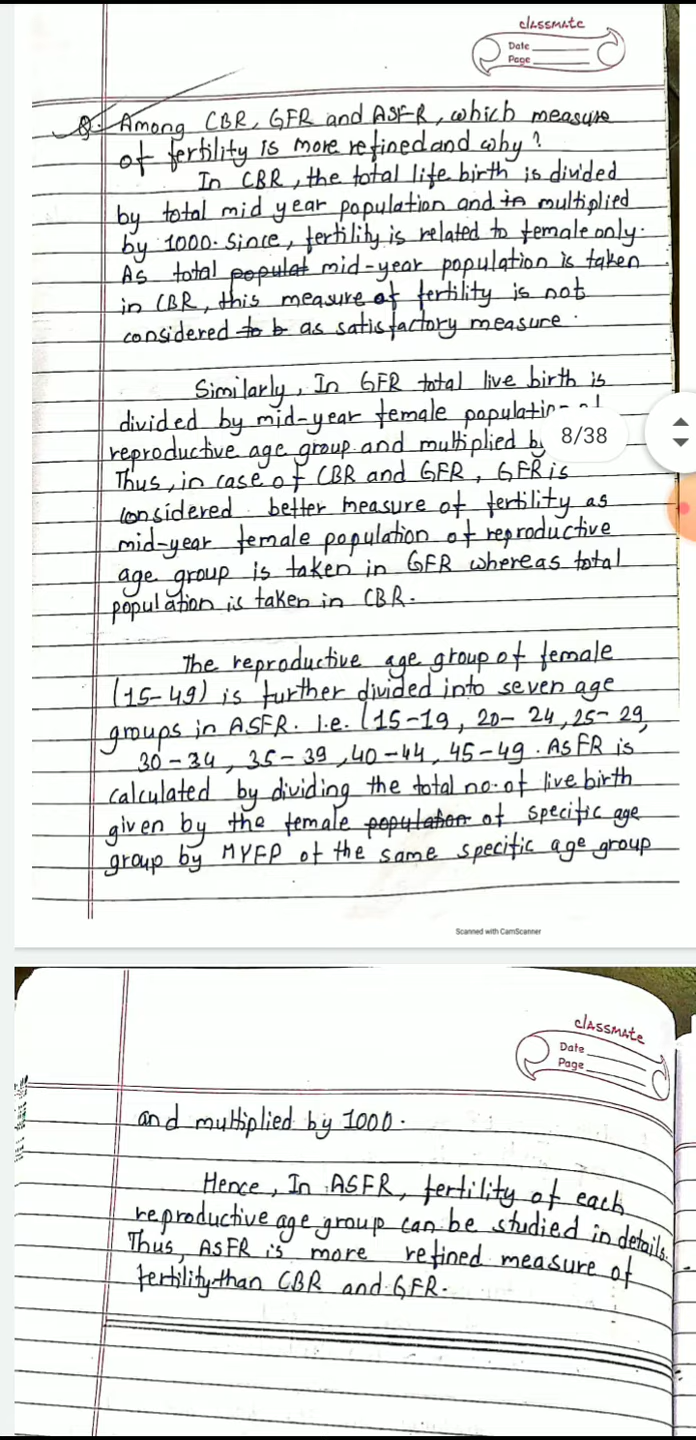 classmate
Date
Page
Q. Among CBR, GFR and ASFR, which measure
of fertility is more refined and why?
In CBR, the total life birth is divided
by total mid year population and in multiplied
by 1000. Since, fertility is related to female only.
As total populat mid-year population is taken
in CBR, this measure of fertility is not
considered to b as satisfactory measure.
Similarly, In GFR total live birth is
divided by mid-year female population of
reproductive age group and multiplied by
8/38
Thus, in case of CBR and GFR, GFR is
considered better measure of fertility as
mid-year female population of reproductive
age group is taken in GFR whereas total
population is taken in CBR.
The reproductive age group of female
(15-49) is further divided into seven age
groups in ASFR. i.e. (15-19, 20-24, 25-29,
30-34, 35-39, 40-44, 45-49. ASFR is
calculated by dividing the total no. of live birth
given by the female population of specific age
group by MYFP of the same specific age group
Scanned with CamScanner
classmate
Date
Page
and multiplied by 1000.
Hence, In ASFR, fertility of each
reproductive age group can be studied in details.
Thus, ASFR is more refined measure of
fertility than CBR and GFR.